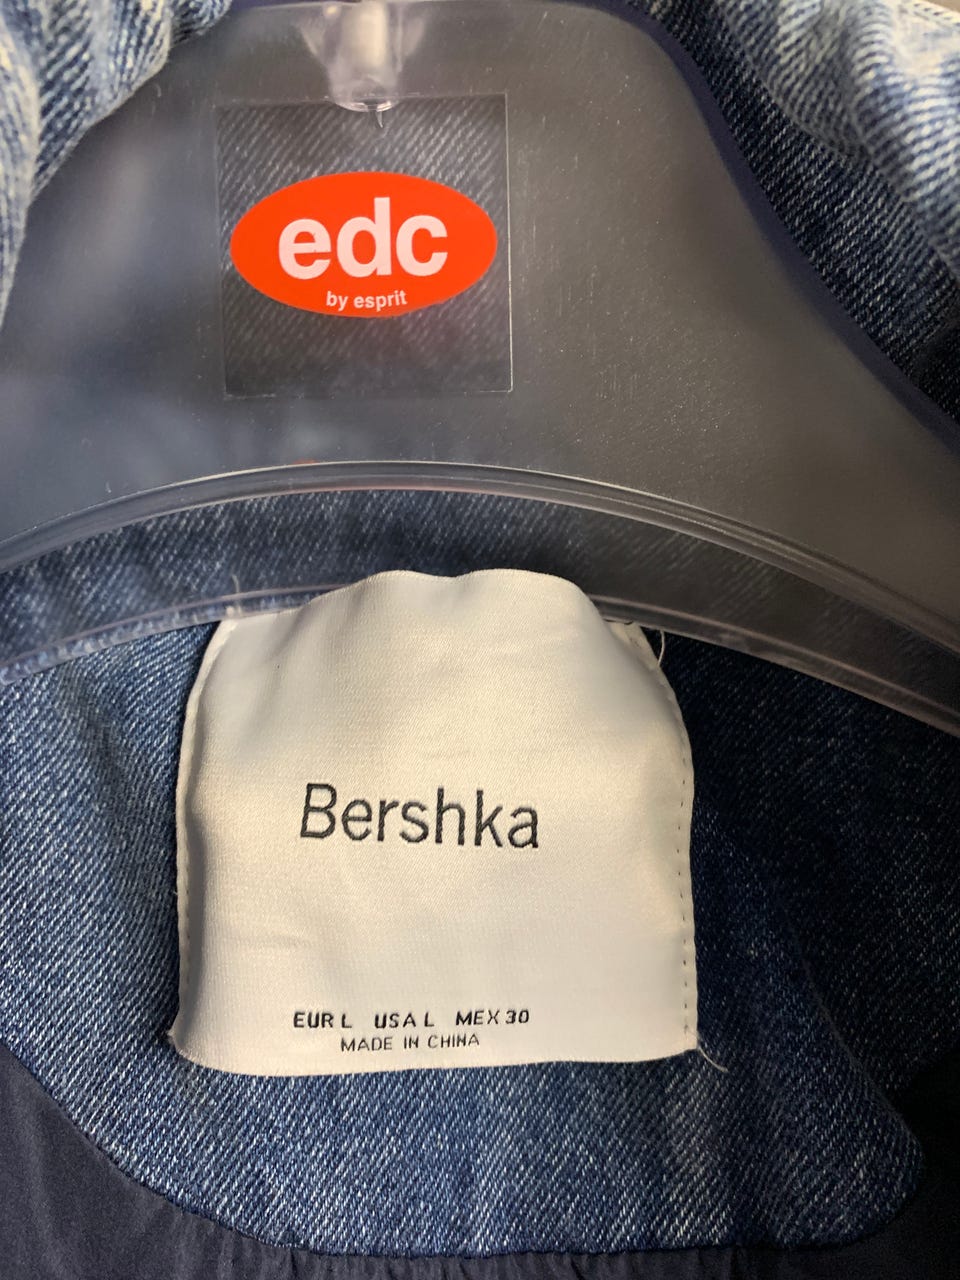 edc
by esprit
Bershka
EUR L USA L MEX 30
MADE IN CHINA